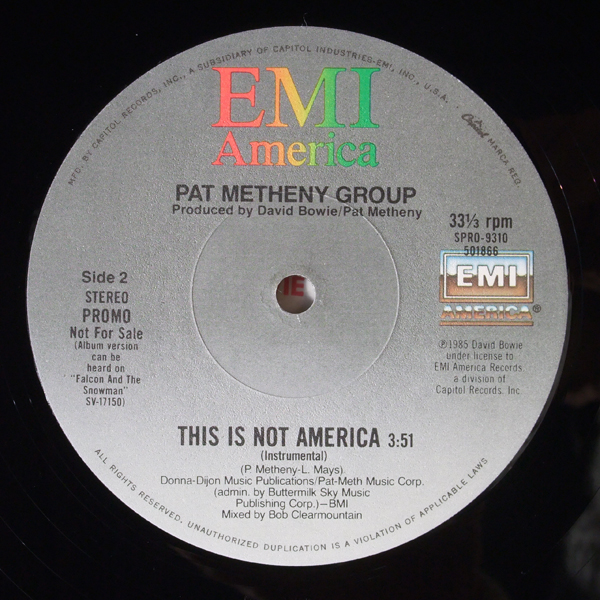 MFG. BY CAPITOL RECORDS, INC., A SUBSIDIARY OF CAPITOL INDUSTRIES-EMI, INC., U.S.A. · Capitol MARCA REG.
EMI
America
PAT METHENY GROUP
Produced by David Bowie/Pat Metheny
33⅓ rpm
SPRO-9310
501866
EMI
AMERICA®
Side 2
STEREO
PROMO
Not For Sale
(Album version
can be
heard on
"Falcon And The
Snowman"
SV-17150)
℗1985 David Bowie
under license to
EMI America Records,
a division of
Capitol Records, Inc.
THIS IS NOT AMERICA 3:51
(Instrumental)
(P. Metheny-L. Mays).
Donna-Dijon Music Publications/Pat-Meth Music Corp.
(admin. by Buttermilk Sky Music
Publishing Corp.)—BMI
Mixed by Bob Clearmountain
ALL RIGHTS RESERVED, UNAUTHORIZED DUPLICATION IS A VIOLATION OF APPLICABLE LAWS